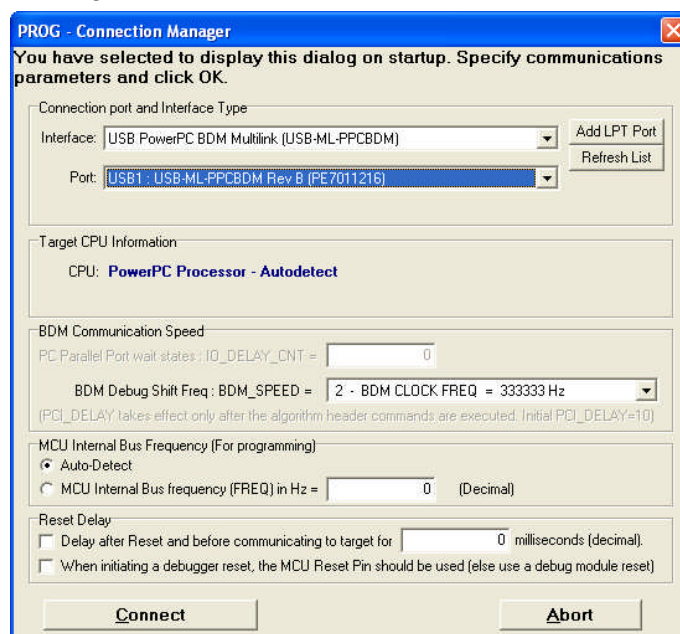 PROG - Connection Manager
You have selected to display this dialog on startup. Specify communications
parameters and click OK.
Connection port and Interface Type
Interface: USB PowerPC BDM Multilink (USB-ML-PPCBDM)
Add LPT Port
Port: USB1 : USB-ML-PPCBDM Rev B (PE7011216)
Refresh List
Target CPU Information
CPU: PowerPC Processor - Autodetect
BDM Communication Speed
PC Parallel Port wait states : IO_DELAY_CNT = 0
BDM Debug Shift Freq : BDM_SPEED = 2 - BDM CLOCK FREQ = 333333 Hz
(PCI_DELAY takes effect only after the algorithm header commands are executed. Initial PCI_DELAY=10)
MCU Internal Bus Frequency (For programming)
Auto-Detect
MCU Internal Bus frequency (FREQ) in Hz = 0 (Decimal)
Reset Delay
Delay after Reset and before communicating to target for 0 milliseconds (decimal).
When initiating a debugger reset, the MCU Reset Pin should be used (else use a debug module reset)
Connect
Abort